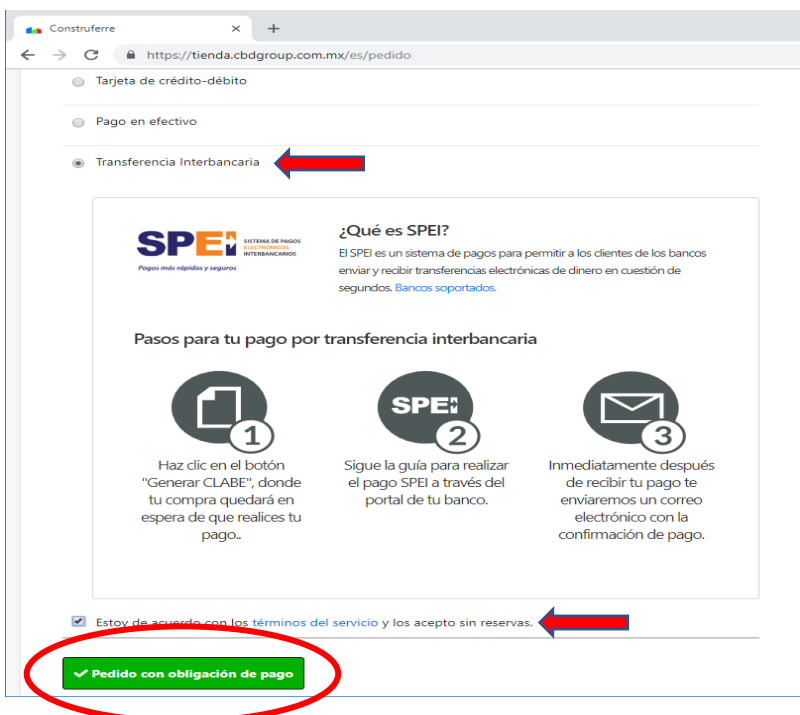 Construferre
https://tienda.cbdgroup.com.mx/es/pedido
Tarjeta de crédito-débito
Pago en efectivo
Transferencia Interbancaria
SPEI
SISTEMA DE PAGOS
ELECTRÓNICOS
INTERBANCARIOS
Pagos más rápidos y seguros
¿Qué es SPEI?
El SPEI es un sistema de pagos para permitir a los clientes de los bancos
enviar y recibir transferencias electrónicas de dinero en cuestión de
segundos. Bancos soportados.
Pasos para tu pago por transferencia interbancaria
1
Haz clic en el botón
"Generar CLABE", donde
tu compra quedará en
espera de que realices tu
pago..
SPEI
2
Sigue la guía para realizar
el pago SPEI a través del
portal de tu banco.
3
Inmediatamente después
de recibir tu pago te
enviaremos un correo
electrónico con la
confirmación de pago.
Estoy de acuerdo con los términos del servicio y los acepto sin reservas.
Pedido con obligación de pago